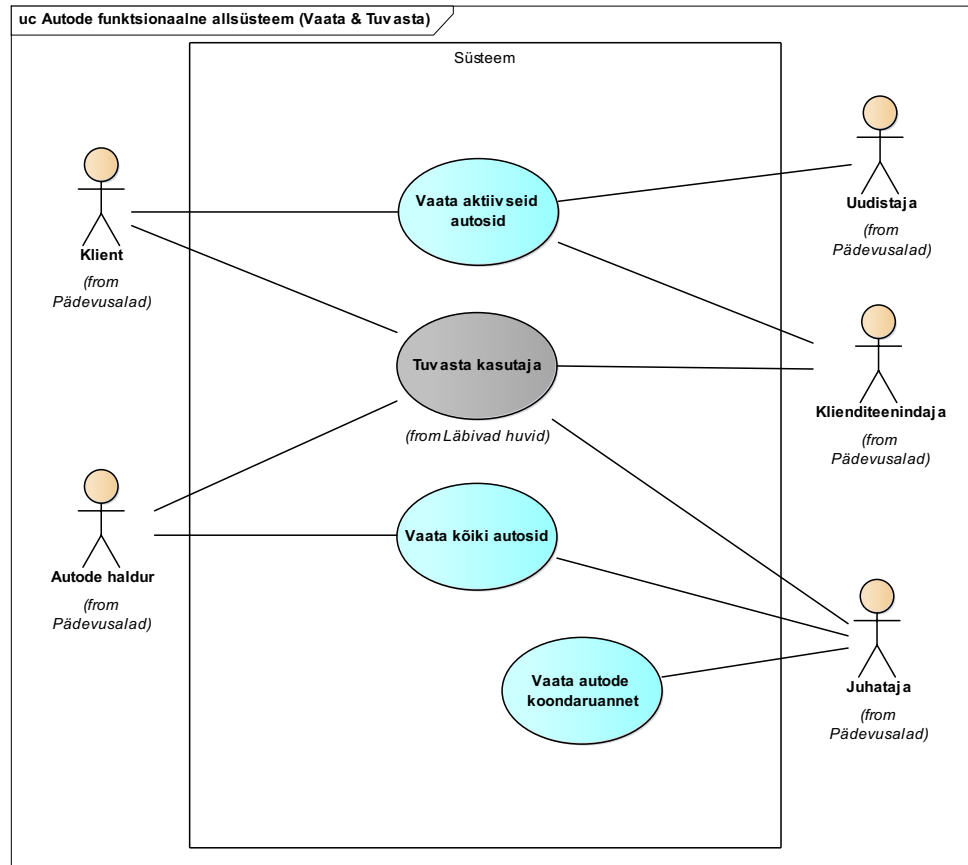 uc Autode funktsionaalne allsüsteem (Vaata & Tuvasta)
Süsteem
Klient
(from
Pädevusalad)
Vaata aktiivseid
autosid
Uudistaja
(from
Pädevusalad)
Tuvasta kasutaja
(from Läbivad huvid)
Klienditeenindaja
(from
Pädevusalad)
Autode haldur
(from
Pädevusalad)
Vaata kõiki autosid
Vaata autode
koondaruannet
Juhataja
(from
Pädevusalad)